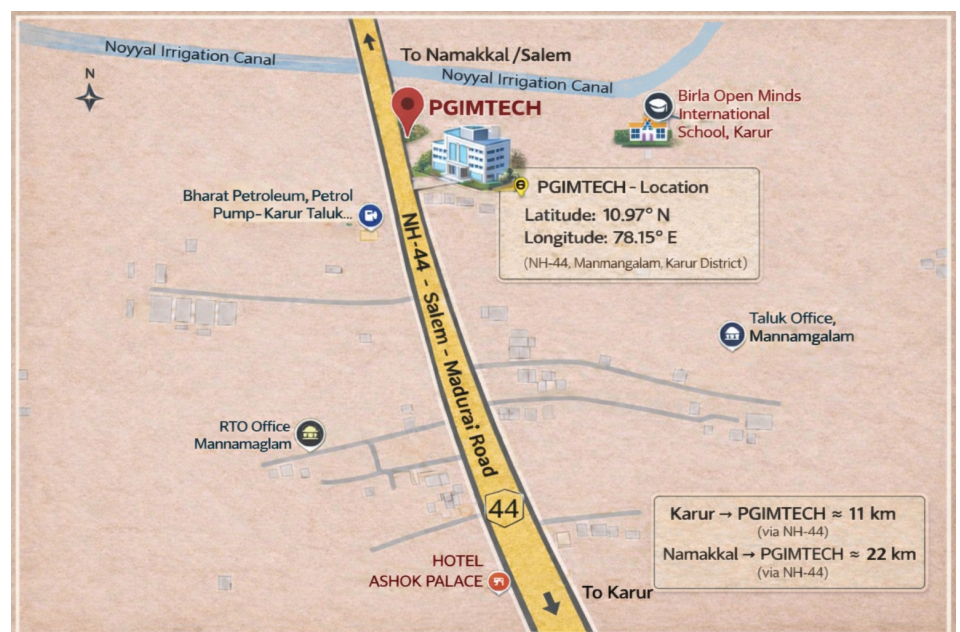 Noyyal Irrigation Canal
To Namakkal /Salem
Noyyal Irrigation Canal
N
PGIMTECH
Birla Open Minds
International
School, Karur
PGIMTECH - Location
Latitude: 10.97° N
Longitude: 78.15° E
(NH-44, Manmangalam, Karur District)
Bharat Petroleum, Petrol
Pump-Karur Taluk...
NH-44 - Salem - Madurai Road
Taluk Office,
Mannamgalam
RTO Office
Mannamaglam
44
Karur → PGIMTECH ≈ 11 km
(via NH-44)
Namakkal → PGIMTECH ≈ 22 km
(via NH-44)
HOTEL
ASHOK PALACE
To Karur